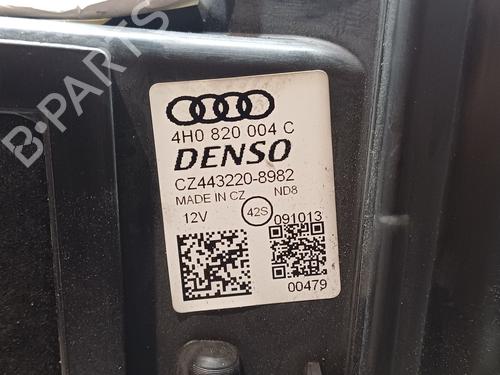 B-PARTS
4H0 820 004 C
DENSO
CZ443220-8982
MADE IN CZ ND8
12V 42S 091013
00479